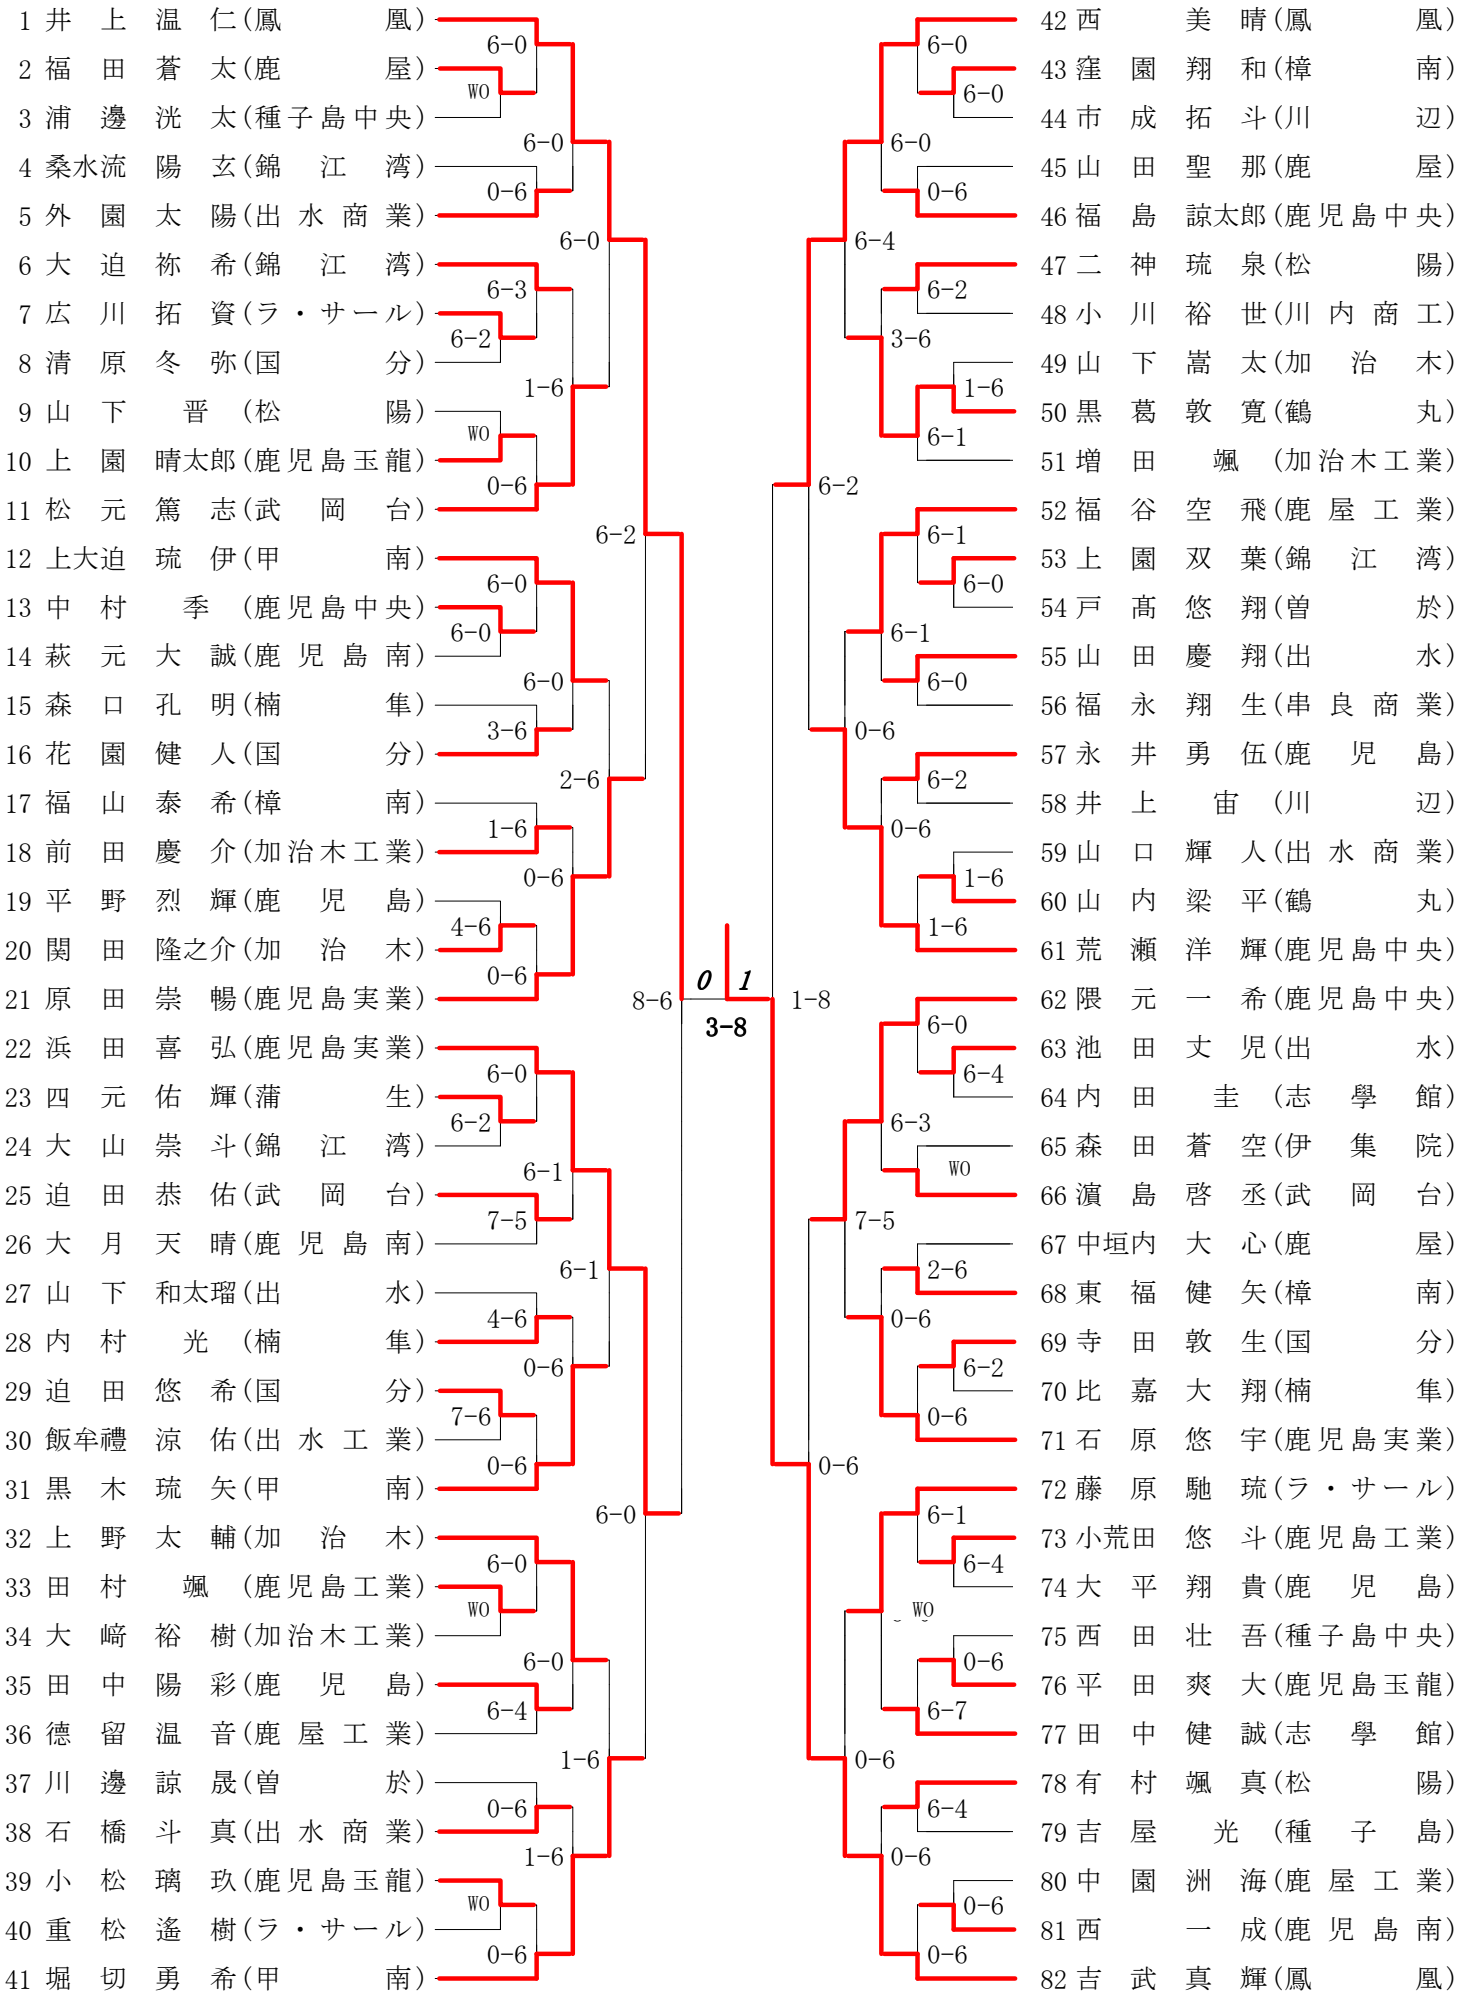 1 井上温仁(鳳凰)
2 福田蒼太(鹿屋)
3 浦邊洸太(種子島中央)
4 桑水流陽玄(錦江湾)
5 外園太陽(出水商業)
6 大迫祢希(錦江湾)
7 広川拓資(ラ・サール)
8 清原冬弥(国分)
9 山下晋(松陽)
10 上園晴太郎(鹿児島玉龍)
11 松元篤志(武岡台)
12 上大迫琉伊(甲南)
13 中村季(鹿児島中央)
14 萩元大誠(鹿児島南)
15 森口孔明(楠隼)
16 花園健人(国分)
17 福山泰希(樟南)
18 前田慶介(加治木工業)
19 平野烈輝(鹿児島)
20 関田隆之介(加治木)
21 原田崇暢(鹿児島実業)
22 浜田喜弘(鹿児島実業)
23 四元佑輝(蒲生)
24 大山崇斗(錦江湾)
25 迫田恭佑(武岡台)
26 大月天晴(鹿児島南)
27 山下和太瑠(出水)
28 内村光(楠隼)
29 迫田悠希(国分)
30 飯牟禮涼佑(出水工業)
31 黒木琉矢(甲南)
32 上野太輔(加治木)
33 田村颯(鹿児島工業)
34 大﨑裕樹(加治木工業)
35 田中陽彩(鹿児島)
36 德留温音(鹿屋工業)
37 川邊諒晟(曽於)
38 石橋斗真(出水商業)
39 小松璃玖(鹿児島玉龍)
40 重松遙樹(ラ・サール)
41 堀切勇希(甲南)
6-0
WO
6-0
0-6
6-0
6-3
6-2
1-6
WO
0-6
6-2
6-0
6-0
6-0
3-6
2-6
1-6
0-6
4-6
0-6
8-6
6-0
6-2
6-1
7-5
6-1
4-6
0-6
7-6
0-6
6-0
6-0
WO
6-0
6-4
1-6
0-6
1-6
WO
0-6
0 1
3-8
42 西美晴(鳳凰)
43 窪園翔和(樟南)
44 市成拓斗(川辺)
45 山田聖那(鹿屋)
46 福島諒太郎(鹿児島中央)
47 二神琉泉(松陽)
48 小川裕世(川内商工)
49 山下嵩太(加治木)
50 黒葛敦寛(鶴丸)
51 増田颯(加治木工業)
52 福谷空飛(鹿屋工業)
53 上園双葉(錦江湾)
54 戸髙悠翔(曽於)
55 山田慶翔(出水)
56 福永翔生(串良商業)
57 永井勇伍(鹿児島)
58 井上宙(川辺)
59 山口輝人(出水商業)
60 山内梁平(鶴丸)
61 荒瀬洋輝(鹿児島中央)
62 隈元一希(鹿児島中央)
63 池田丈児(出水)
64 内田圭(志學館)
65 森田蒼空(伊集院)
66 濵島啓丞(武岡台)
67 中垣内大心(鹿屋)
68 東福健矢(樟南)
69 寺田敦生(国分)
70 比嘉大翔(楠隼)
71 石原悠宇(鹿児島実業)
72 藤原馳琉(ラ・サール)
73 小荒田悠斗(鹿児島工業)
74 大平翔貴(鹿児島)
75 西田壮吾(種子島中央)
76 平田爽大(鹿児島玉龍)
77 田中健誠(志學館)
78 有村颯真(松陽)
79 吉屋光(種子島)
80 中園洲海(鹿屋工業)
81 西一成(鹿児島南)
82 吉武真輝(鳳凰)
6-0
6-0
6-0
0-6
6-4
6-2
3-6
1-6
6-1
6-2
6-1
6-0
6-1
6-0
0-6
6-2
0-6
1-6
1-6
1-8
6-0
6-4
6-3
WO
7-5
2-6
0-6
6-2
0-6
0-6
6-1
6-4
WO
0-6
6-7
0-6
6-4
0-6
0-6
0-6